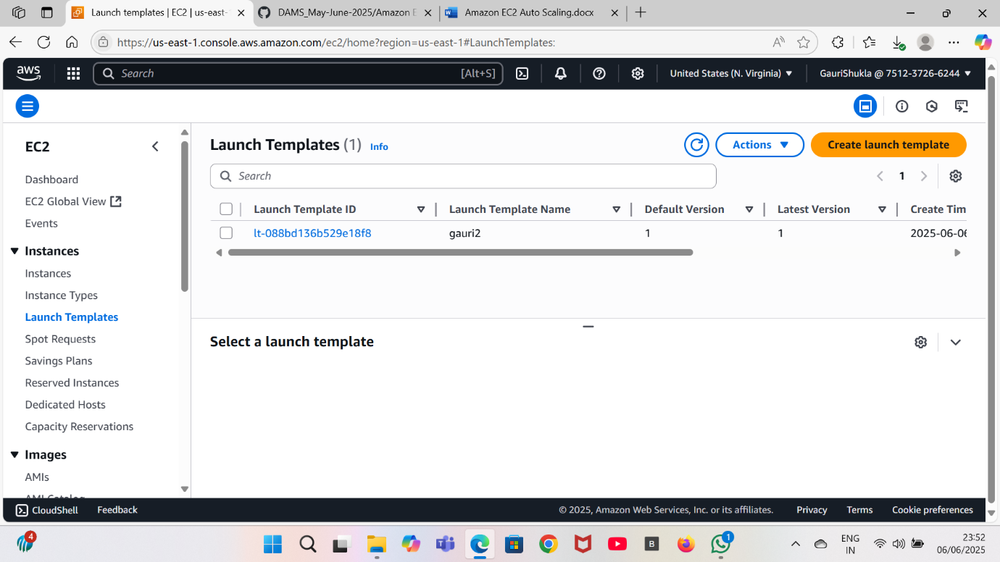 Launch templates | EC2 | us-east-
DAMS_May-June-2025/Amazon E
Amazon EC2 Auto Scaling.docx
https://us-east-1.console.aws.amazon.com/ec2/home?region=us-east-1#LaunchTemplates:
aws
Search [Alt+S]
United States (N. Virginia)
GauriShukla @ 7512-3726-6244
EC2
Dashboard
EC2 Global View
Events
Instances
Instances
Instance Types
Launch Templates
Spot Requests
Savings Plans
Reserved Instances
Dedicated Hosts
Capacity Reservations
Images
AMIs
AMI Catalog
Launch Templates (1) Info
Actions
Create launch template
Search
1
Launch Template ID Launch Template Name Default Version Latest Version Create Tim
lt-088bd136b529e18f8 gauri2 1 1 2025-06-06
Select a launch template
CloudShell Feedback © 2025, Amazon Web Services, Inc. or its affiliates. Privacy Terms Cookie preferences
4
B
1
ENG
IN
23:52
06/06/2025